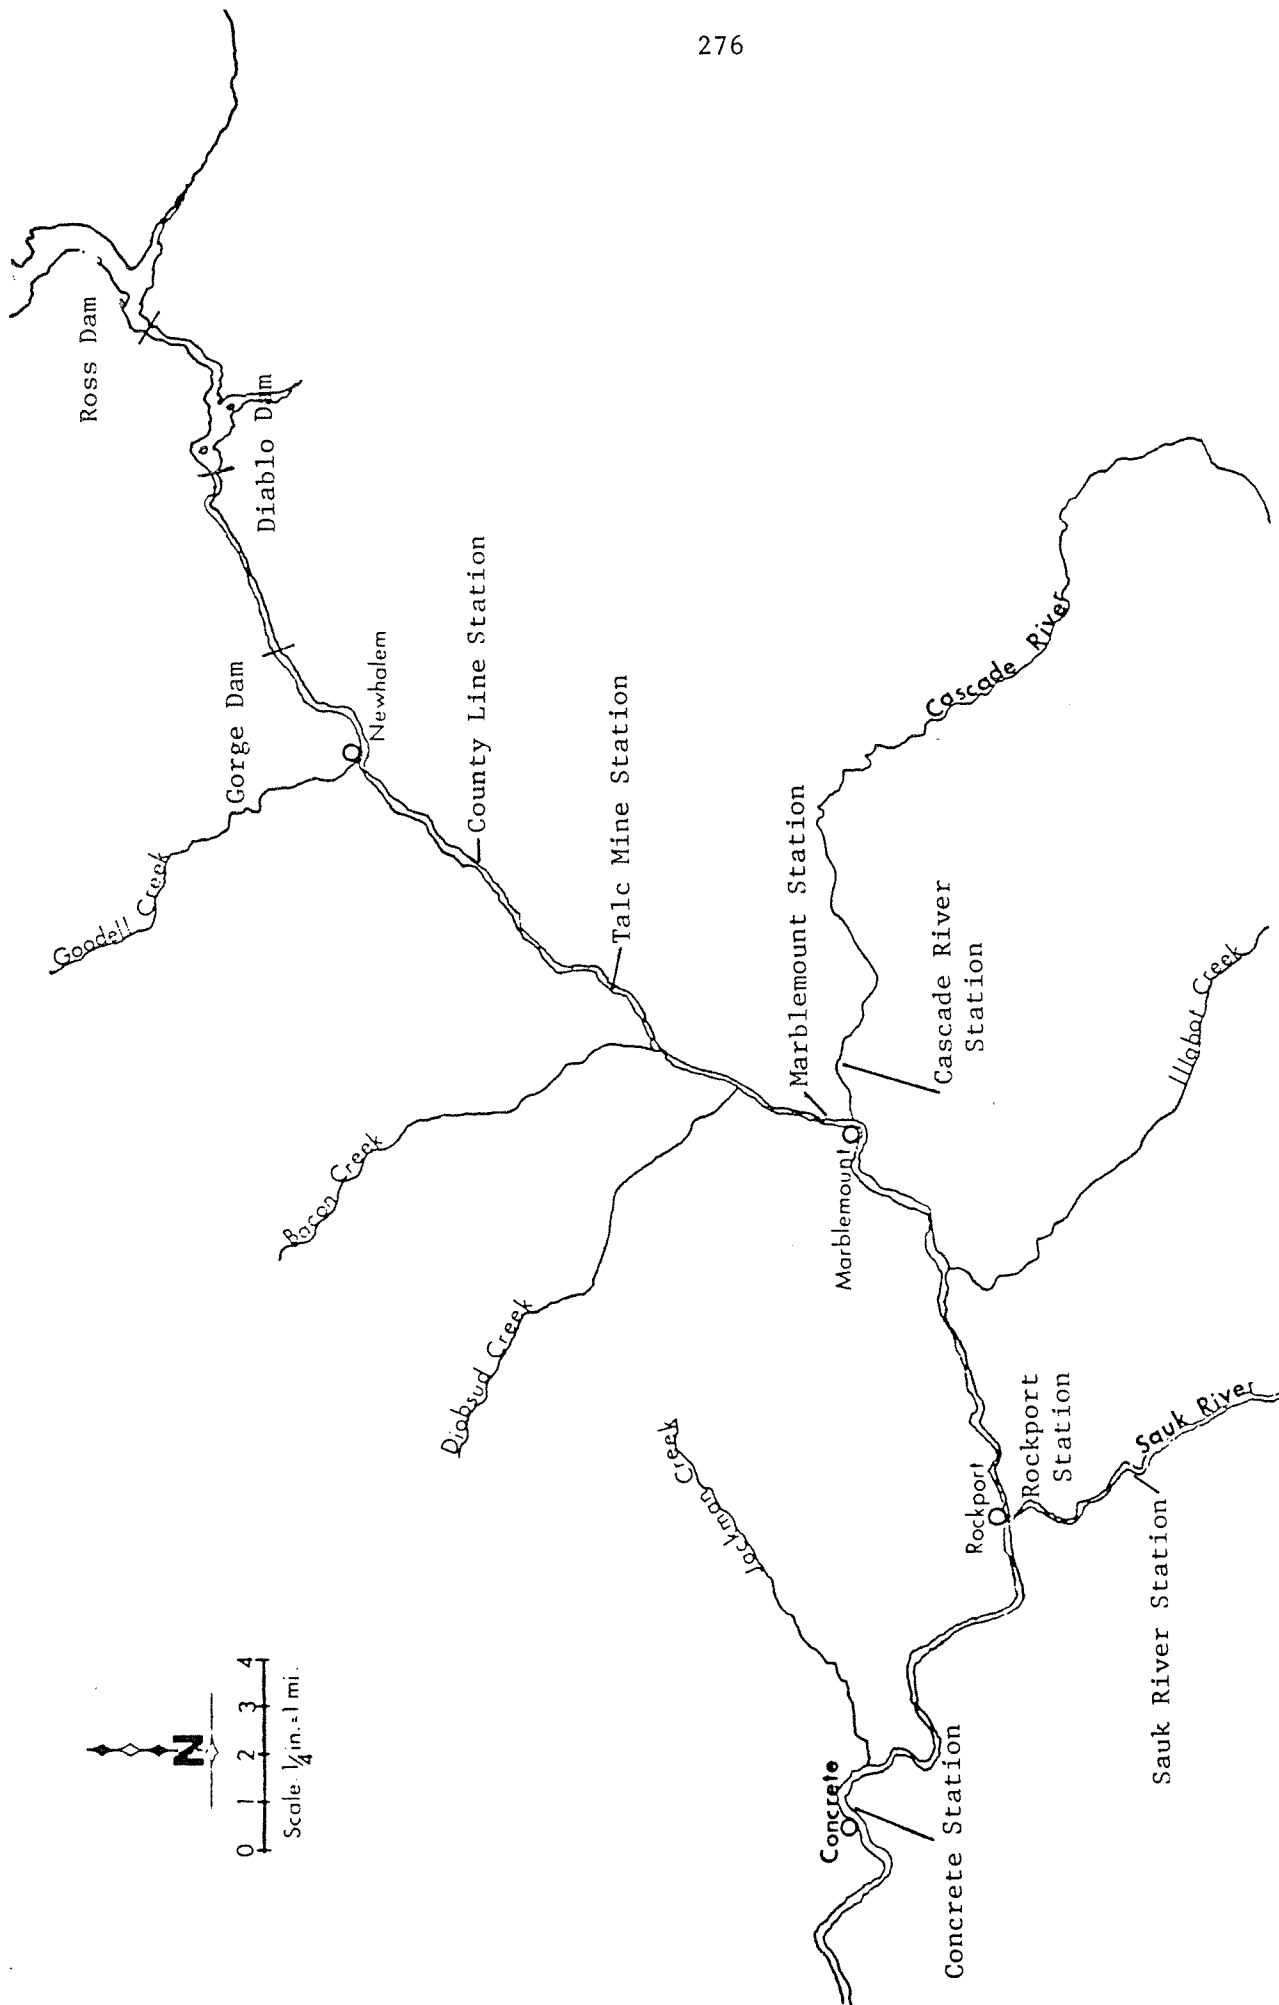 276
Ross Dam
Diablo Dam
Gorge Dam
Newhalem
Goodell Creek
County Line Station
Talc Mine Station
Bacon Creek
Diobsud Creek
Marblemount Station
Cascade River
Cascade River
Station
Marblemount
Illabot Creek
Jackman Creek
Rockport
Rockport
Station
Sauk River
Sauk River Station
Concrete
Concrete Station
N
0 1 2 3 4
Scale 1/4 in. = 1 mi.